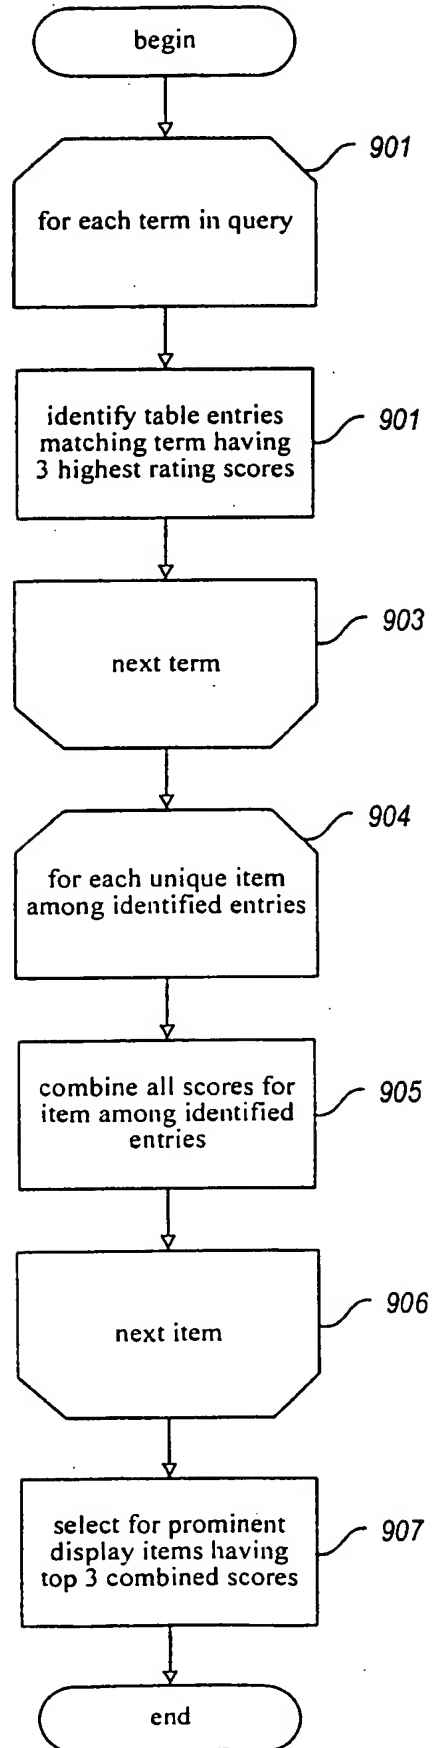 begin
901
for each term in query
901
identify table entries
matching term having
3 highest rating scores
903
next term
904
for each unique item
among identified entries
905
combine all scores for
item among identified
entries
906
next item
907
select for prominent
display items having
top 3 combined scores
end